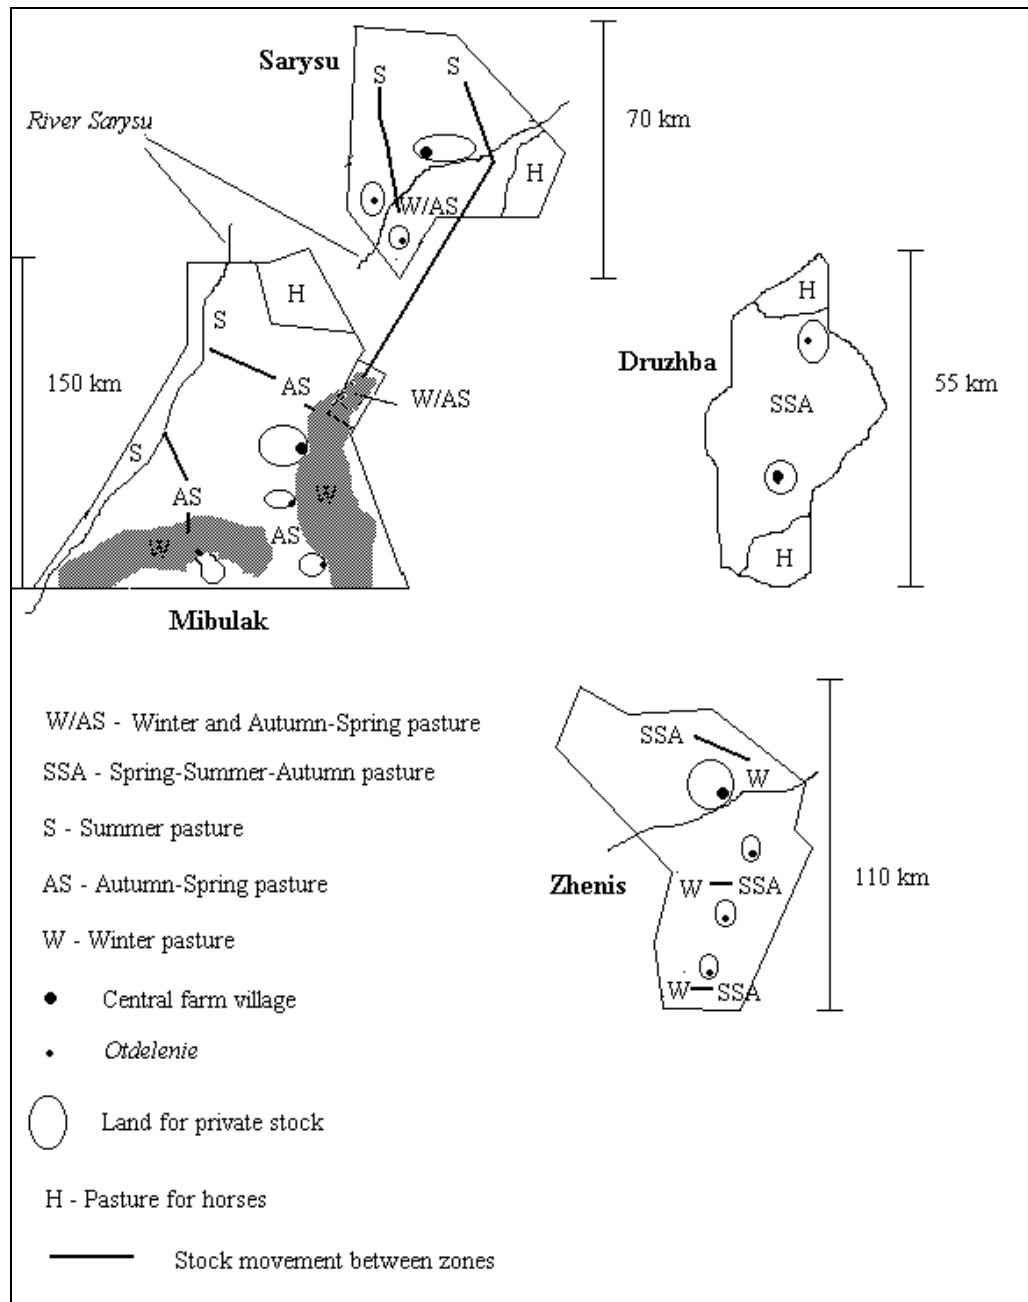 Sarysu
S
S
70 km
River Sarysu
H
W/AS
H
S
150 km
AS
W/AS
S
AS
W
AS
W
Mibulak
H
Druzhba
SSA
55 km
H
SSA
W
Zhenis
W
SSA
110 km
W
SSA
W/AS - Winter and Autumn-Spring pasture
SSA - Spring-Summer-Autumn pasture
S - Summer pasture
AS - Autumn-Spring pasture
W - Winter pasture
Central farm village
Otdelenie
Land for private stock
H - Pasture for horses
Stock movement between zones